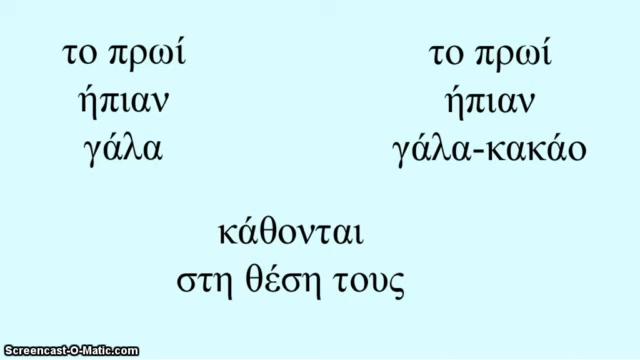 το πρωί
ήπιαν
γάλα
το πρωί
ήπιαν
γάλα-κακάο
κάθονται
στη θέση τους
Screencast-O-Matic.com